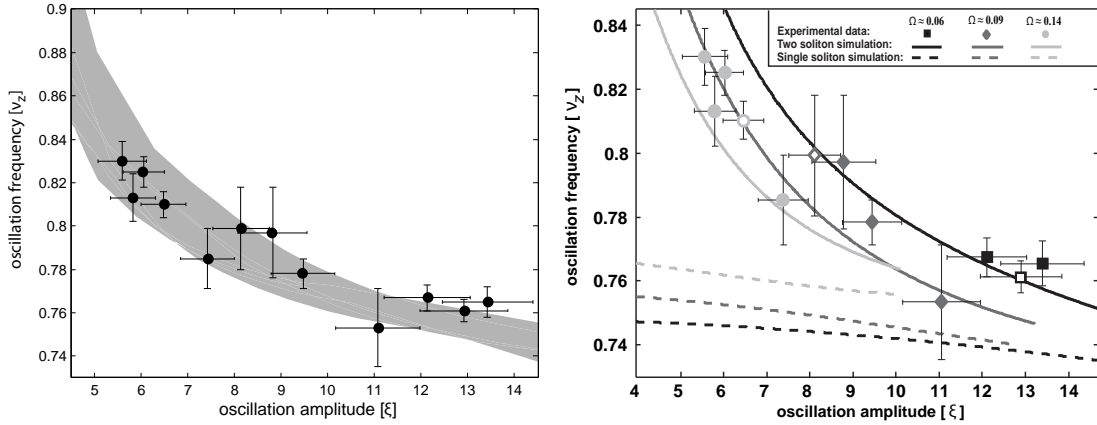 0.9
0.88
0.86
0.84
0.82
0.8
0.78
0.76
0.74
oscillation frequency [νz]
5 6 7 8 9 10 11 12 13 14
oscillation amplitude [ξ]
Ω≈0.06 Ω≈0.09 Ω≈0.14
Experimental data:
Two soliton simulation:
Single soliton simulation:
0.84
0.82
0.8
0.78
0.76
0.74
oscillation frequency [νz]
4 5 6 7 8 9 10 11 12 13 14
oscillation amplitude [ξ]